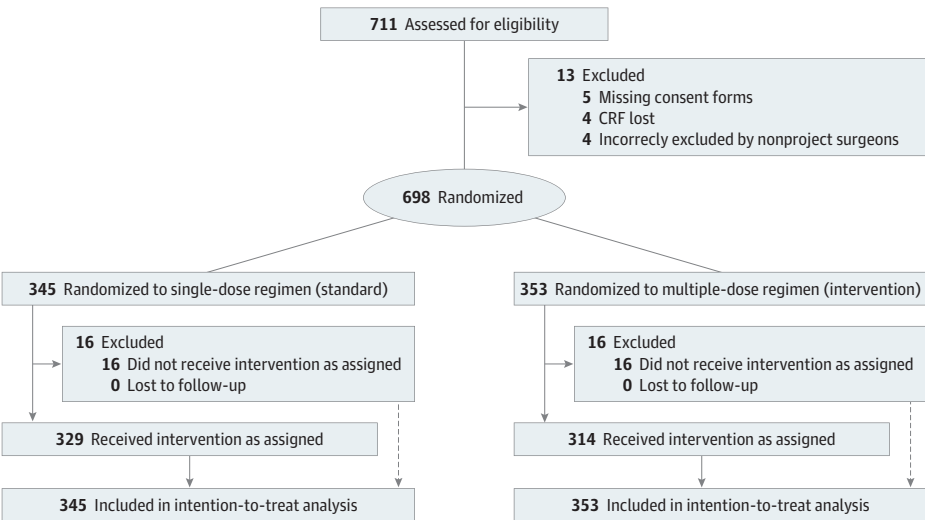 711 Assessed for eligibility
13 Excluded
5 Missing consent forms
4 CRF lost
4 Incorrecly excluded by nonproject surgeons
698 Randomized
345 Randomized to single-dose regimen (standard)
353 Randomized to multiple-dose regimen (intervention)
16 Excluded
16 Did not receive intervention as assigned
0 Lost to follow-up
16 Excluded
16 Did not receive intervention as assigned
0 Lost to follow-up
329 Received intervention as assigned
314 Received intervention as assigned
345 Included in intention-to-treat analysis
353 Included in intention-to-treat analysis